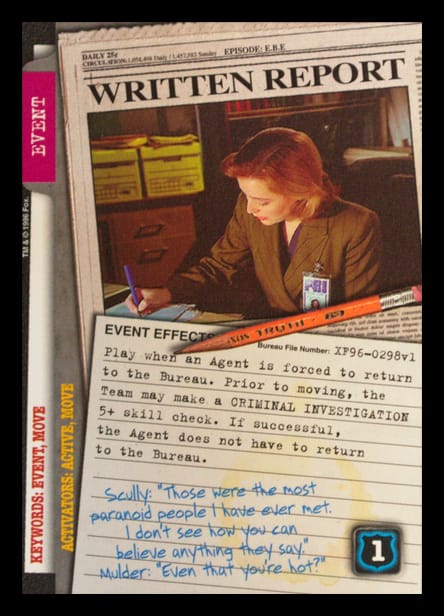 DAILY 25¢
CIRCULATION: 1,054,466 Daily / 1,457,982 Sunday
EPISODE: E.B.E
WRITTEN REPORT
EVENT
TM & © 1996 Fox.
TRUTH
EVENT EFFECTS
Bureau File Number: XF96-0298v1
Play when an Agent is forced to return
to the Bureau. Prior to moving, the
Team may make a CRIMINAL INVESTIGATION
5+ skill check. If successful,
the Agent does not have to return
to the Bureau.
Scully: "Those were the most
paranoid people I have ever met.
I don't see how you can
believe anything they say."
Mulder: "Even that you're hot?"
1
KEYWORDS: EVENT, MOVE
ACTIVATORS: ACTIVE, MOVE